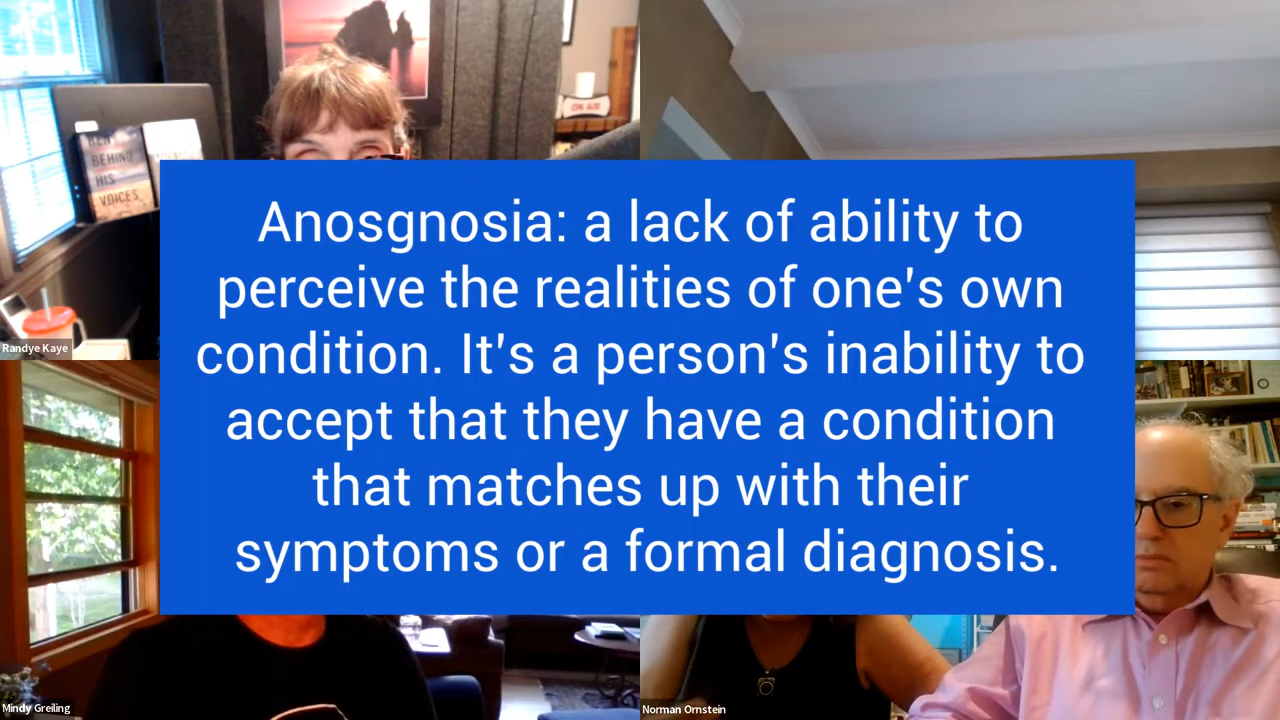 ON AIR
BEN
BEHIND
HIS
VOICES
Randye Kaye
Anosgnosia: a lack of ability to
perceive the realities of one's own
condition. It's a person's inability to
accept that they have a condition
that matches up with their
symptoms or a formal diagnosis.
Mindy Greiling
Norman Ornstein